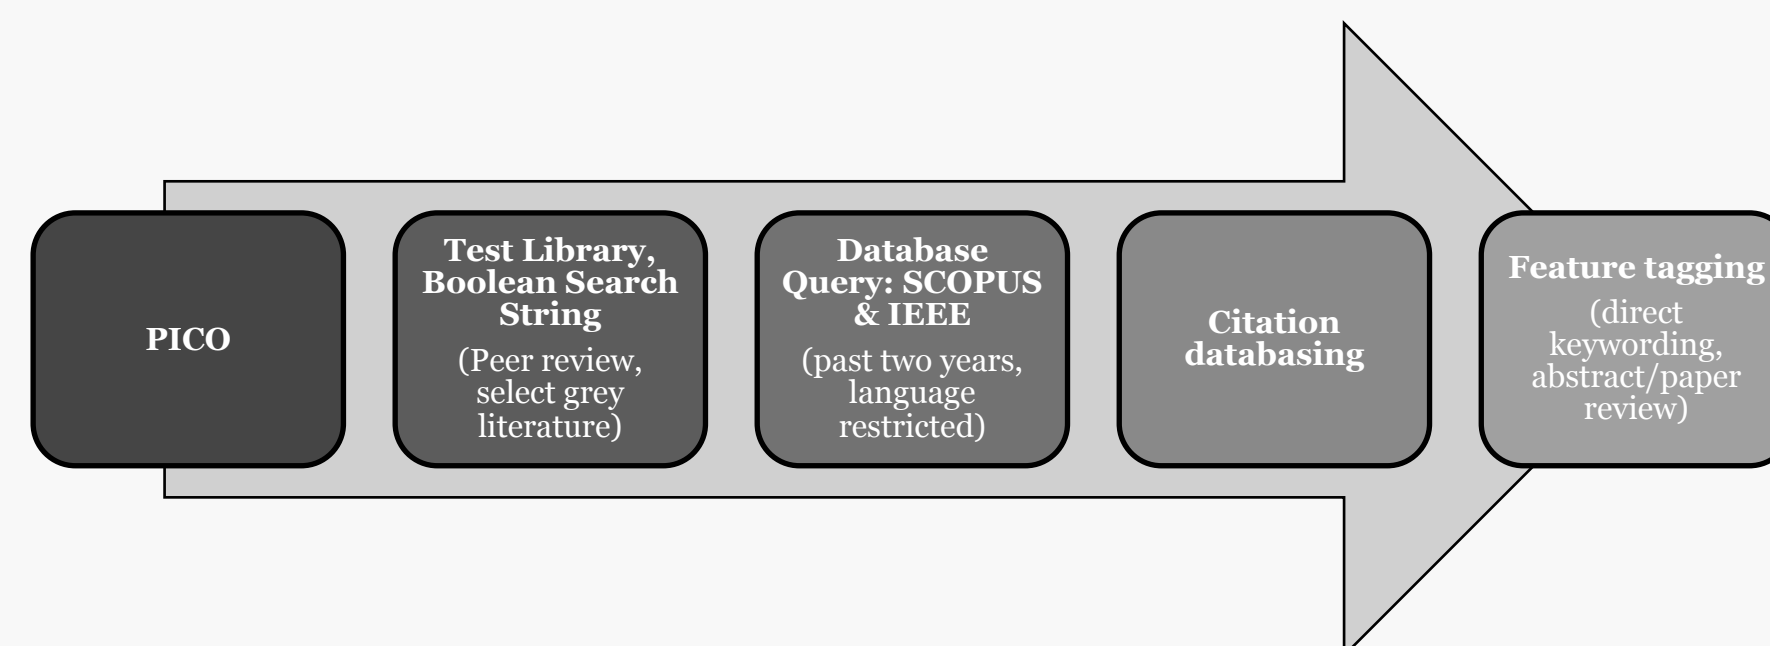 PICO
Test Library,
Boolean Search
String
(Peer review,
select grey
literature)
Database
Query: SCOPUS
& IEEE
(past two years,
language
restricted)
Citation
databasing
Feature tagging
(direct
keywording,
abstract/paper
review)